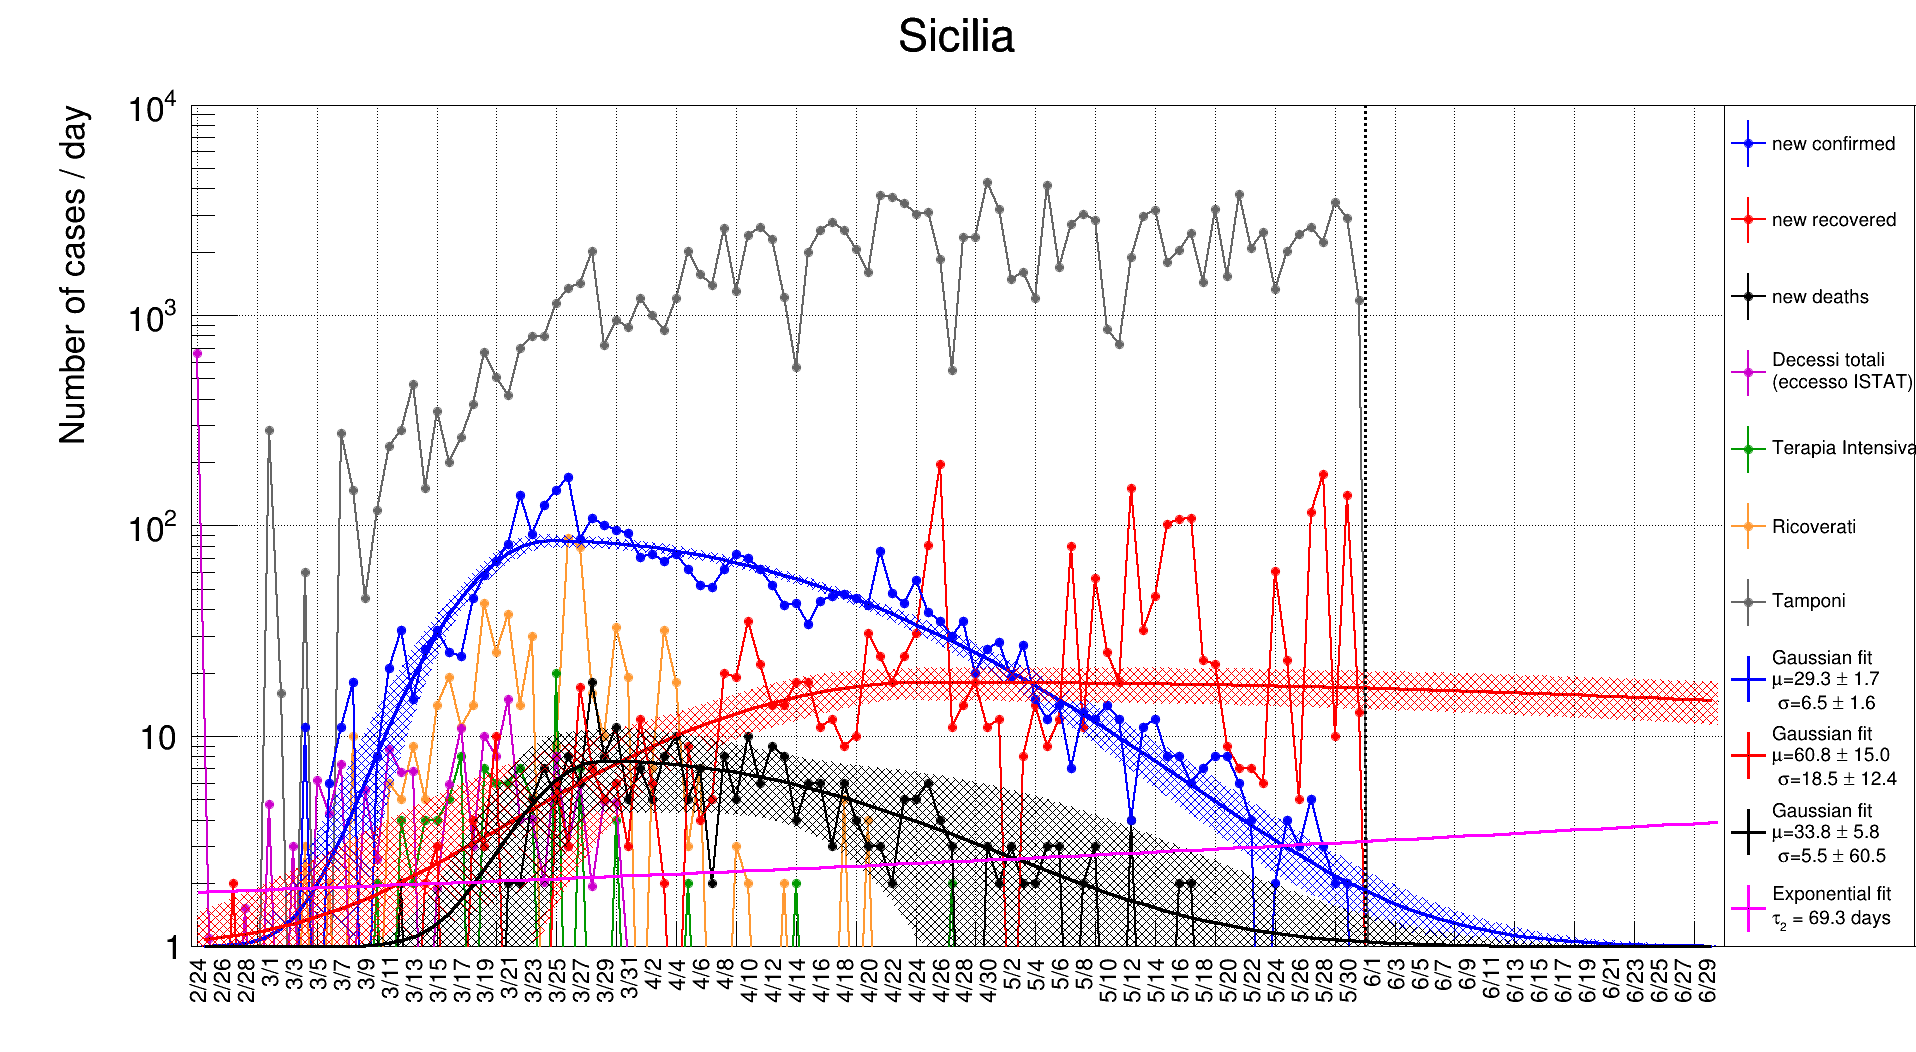 Sicilia
Number of cases / day
10^4
10^3
10^2
10
1
2/24 2/26 2/28 3/1 3/3 3/5 3/7 3/9 3/11 3/13 3/15 3/17 3/19 3/21 3/23 3/25 3/27 3/29 3/31 4/2 4/4 4/6 4/8 4/10 4/12 4/14 4/16 4/18 4/20 4/22 4/24 4/26 4/28 4/30 5/2 5/4 5/6 5/8 5/10 5/12 5/14 5/16 5/18 5/20 5/22 5/24 5/26 5/28 5/30 6/1 6/3 6/5 6/7 6/9 6/11 6/13 6/15 6/17 6/19 6/21 6/23 6/25 6/27 6/29
new confirmed
new recovered
new deaths
Decessi totali
(eccesso ISTAT)
Terapia Intensiva
Ricoverati
Tamponi
Gaussian fit
μ=29.3 ± 1.7
σ=6.5 ± 1.6
Gaussian fit
μ=60.8 ± 15.0
σ=18.5 ± 12.4
Gaussian fit
μ=33.8 ± 5.8
σ=5.5 ± 60.5
Exponential fit
τ₂ = 69.3 days